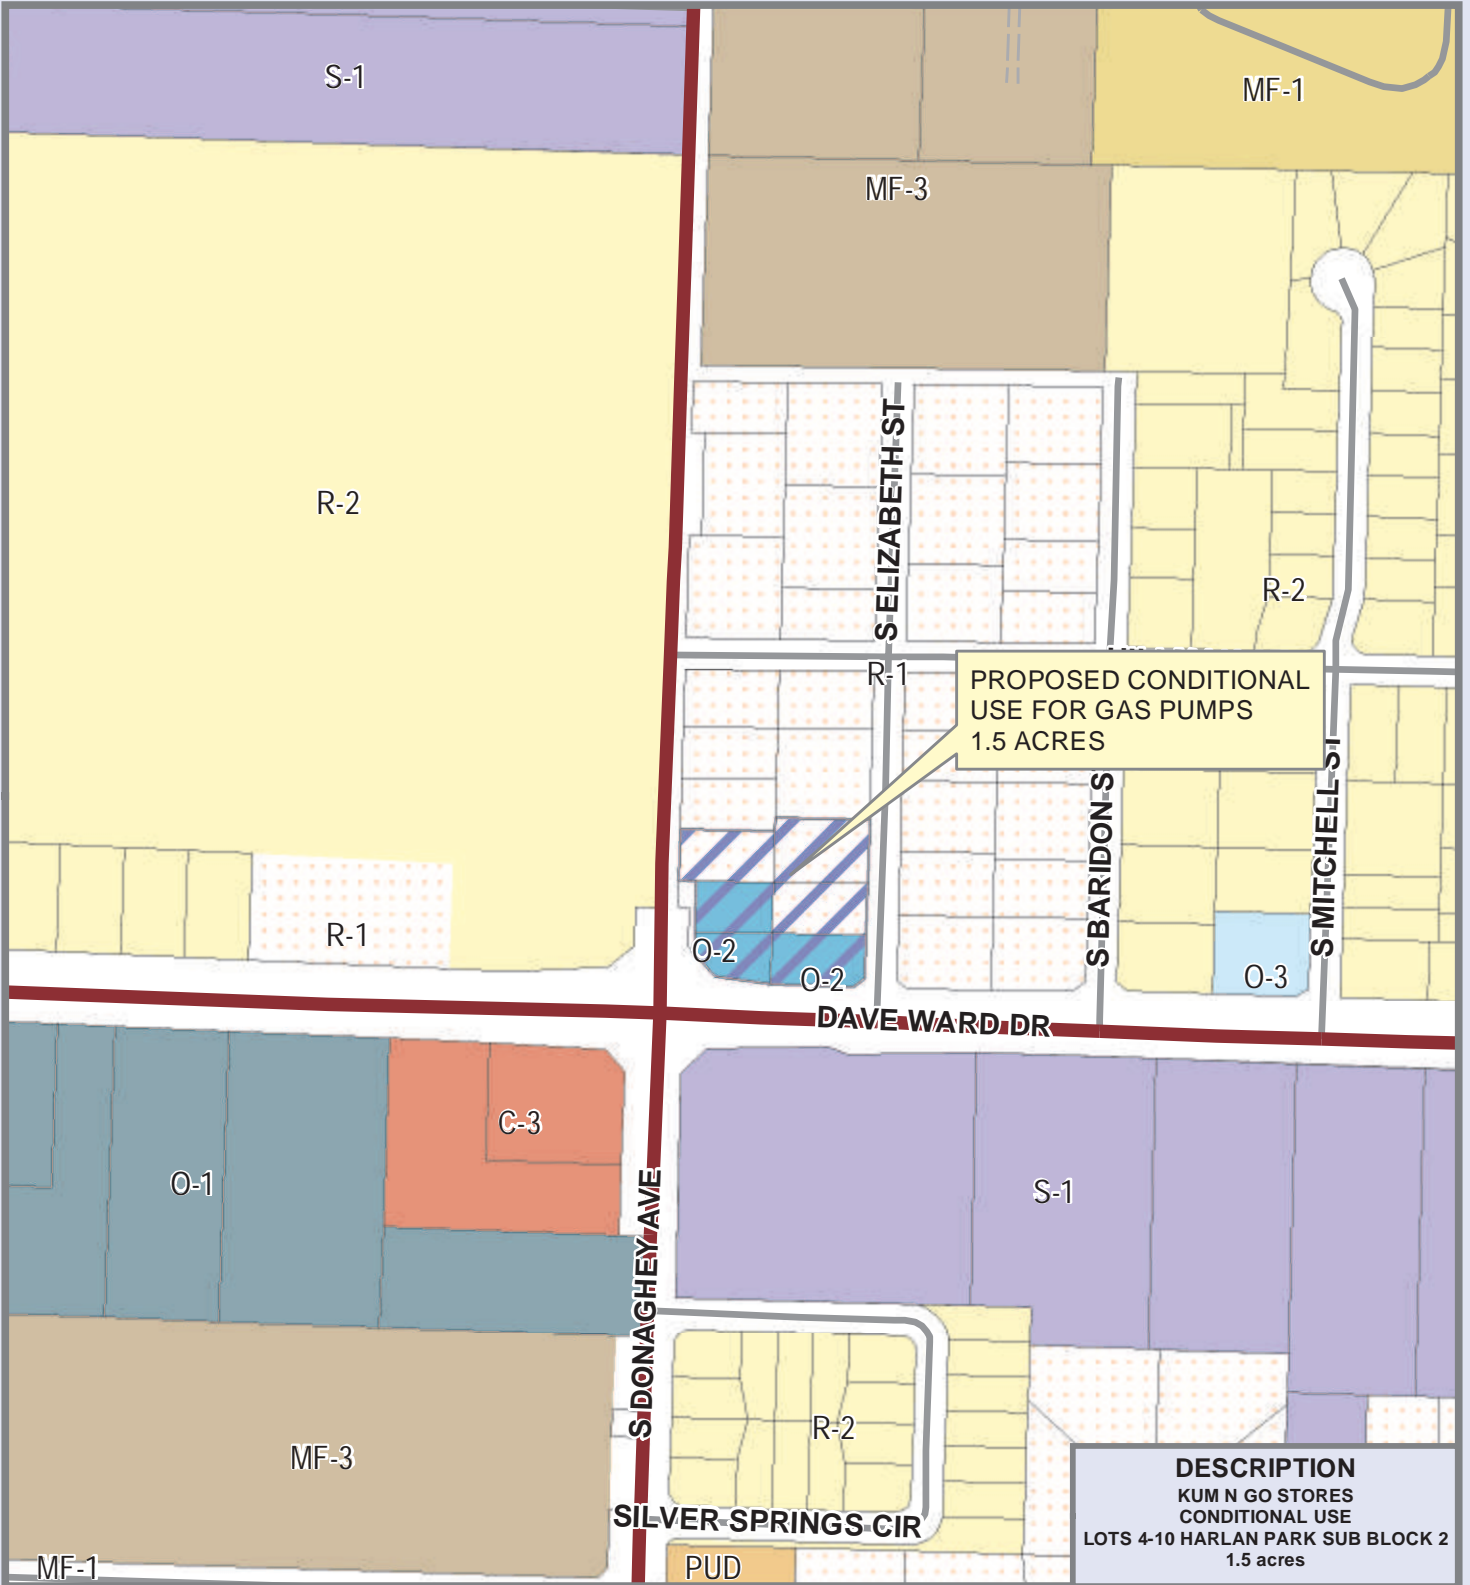 S-1
MF-1
MF-3
R-2
S ELIZABETH ST
R-2
R-1
PROPOSED CONDITIONAL
USE FOR GAS PUMPS
1.5 ACRES
S MITCHELL ST
S BARIDON S
R-1
O-2
O-2
O-3
DAVE WARD DR
C-3
O-1
S-1
S DONAGHEY AVE
R-2
MF-3
SILVER SPRINGS CIR
MF-1
PUD
DESCRIPTION
KUM N GO STORES
CONDITIONAL USE
LOTS 4-10 HARLAN PARK SUB BLOCK 2
1.5 acres